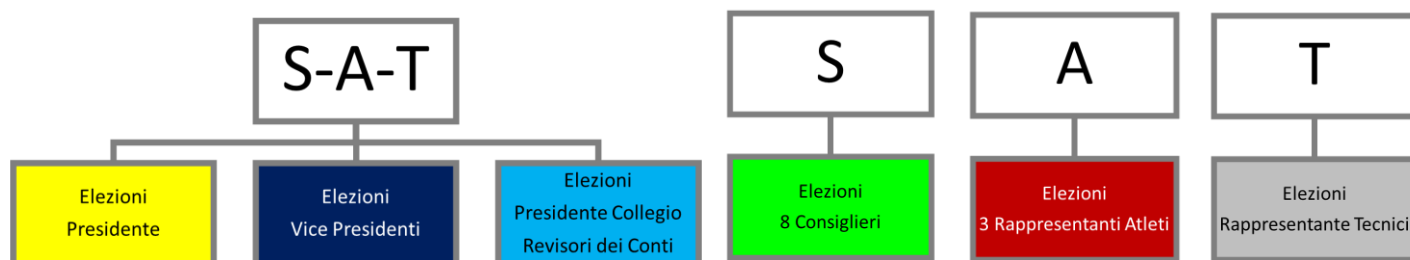 S-A-T
S
A
T
Elezioni
Presidente
Elezioni
Vice Presidenti
Elezioni
Presidente Collegio
Revisori dei Conti
Elezioni
8 Consiglieri
Elezioni
3 Rappresentanti Atleti
Elezioni
Rappresentante Tecnici